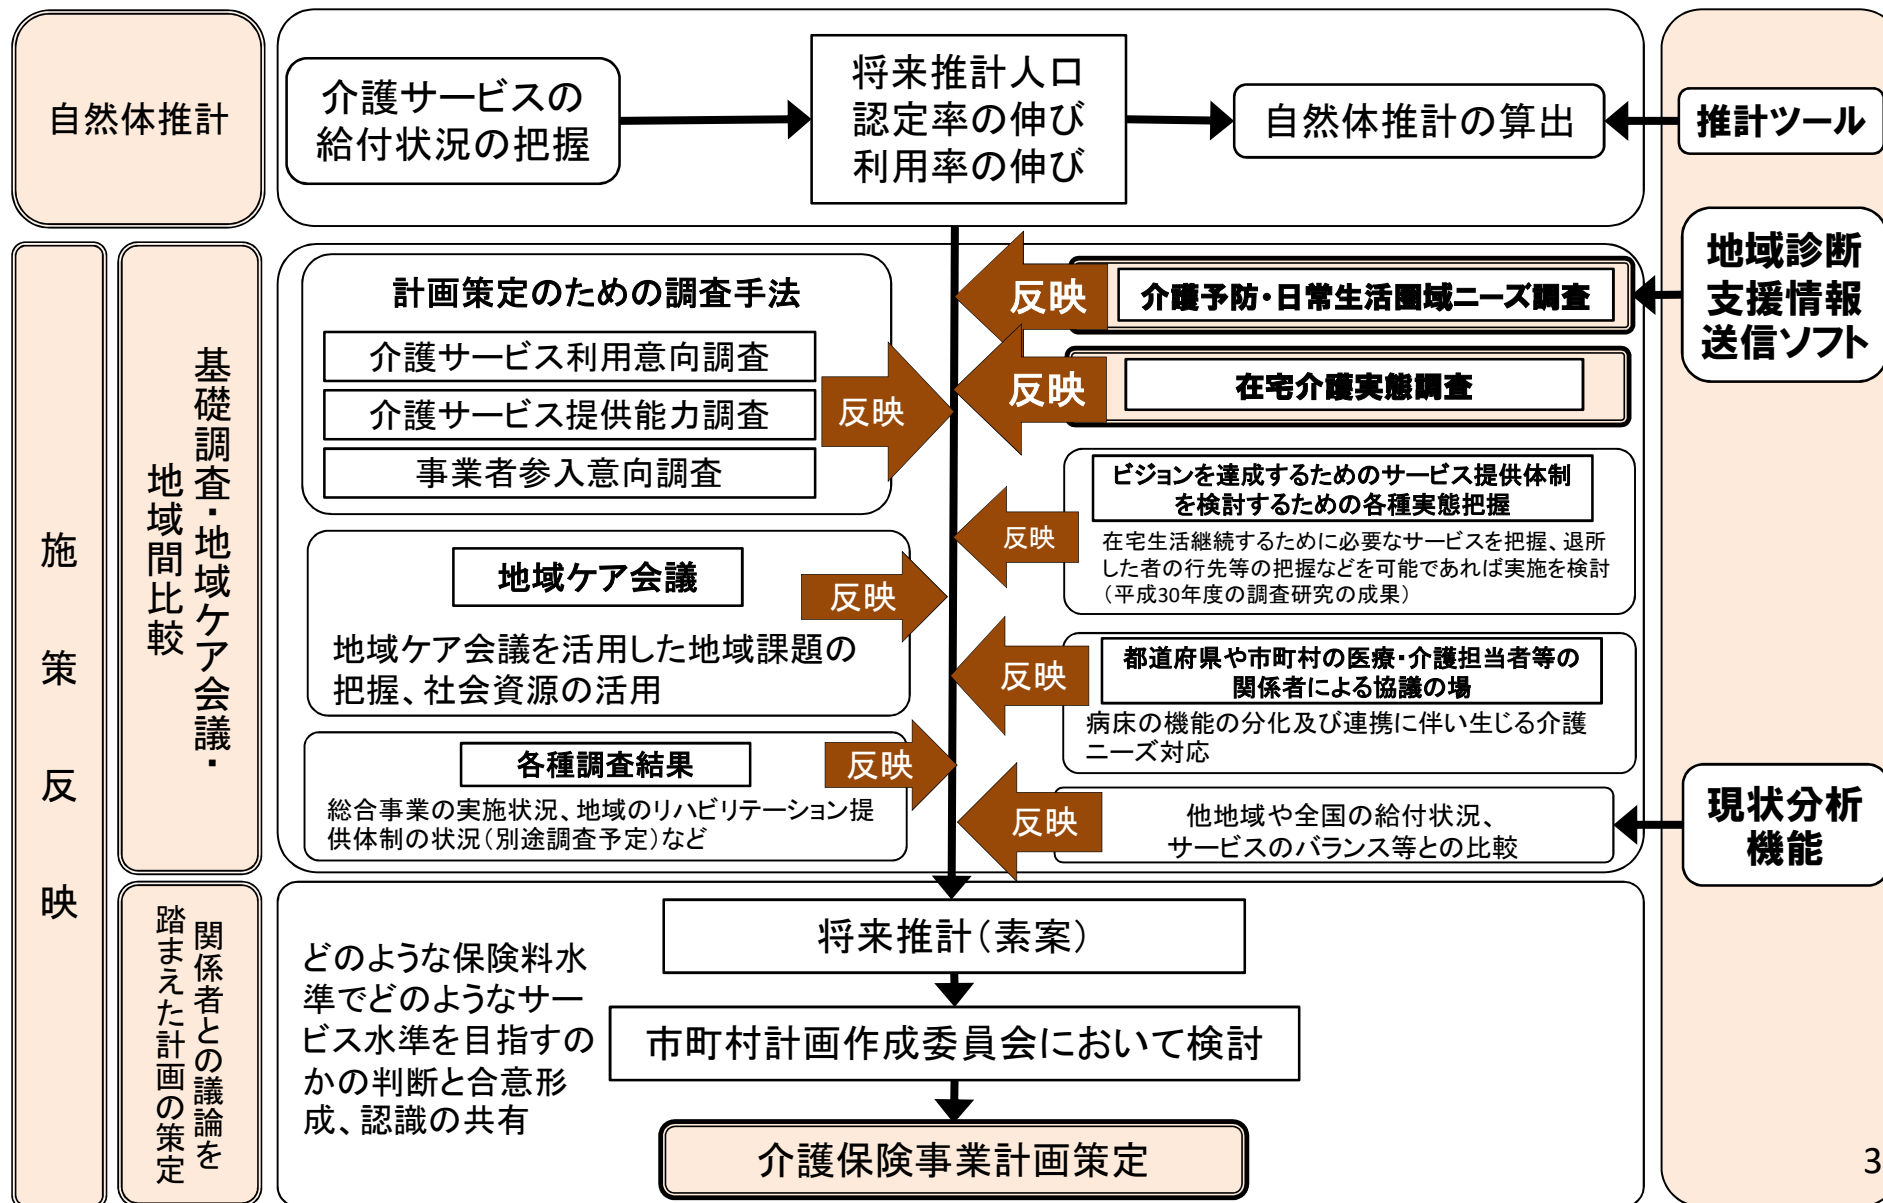 自然体推計
介護サービスの
給付状況の把握
将来推計人口
認定率の伸び
利用率の伸び
自然体推計の算出
推計ツール
施策反映
基礎調査・地域ケア会議・
地域間比較
計画策定のための調査手法
介護サービス利用意向調査
介護サービス提供能力調査
事業者参入意向調査
反映
反映
介護予防・日常生活圏域ニーズ調査
反映
在宅介護実態調査
地域診断
支援情報
送信ソフト
反映
ビジョンを達成するためのサービス提供体制
を検討するための各種実態把握
在宅生活継続するために必要なサービスを把握、退所
した者の行先等の把握などを可能であれば実施を検討
（平成30年度の調査研究の成果）
地域ケア会議
反映
地域ケア会議を活用した地域課題の
把握、社会資源の活用
反映
都道府県や市町村の医療・介護担当者等の
関係者による協議の場
病床の機能の分化及び連携に伴い生じる介護
ニーズ対応
各種調査結果
反映
総合事業の実施状況、地域のリハビリテーション提
供体制の状況（別途調査予定）など
反映
他地域や全国の給付状況、
サービスのバランス等との比較
現状分析
機能
関係者との議論を
踏まえた計画の策定
どのような保険料水
準でどのようなサー
ビス水準を目指すの
かの判断と合意形
成、認識の共有
将来推計（素案）
市町村計画作成委員会において検討
介護保険事業計画策定
3